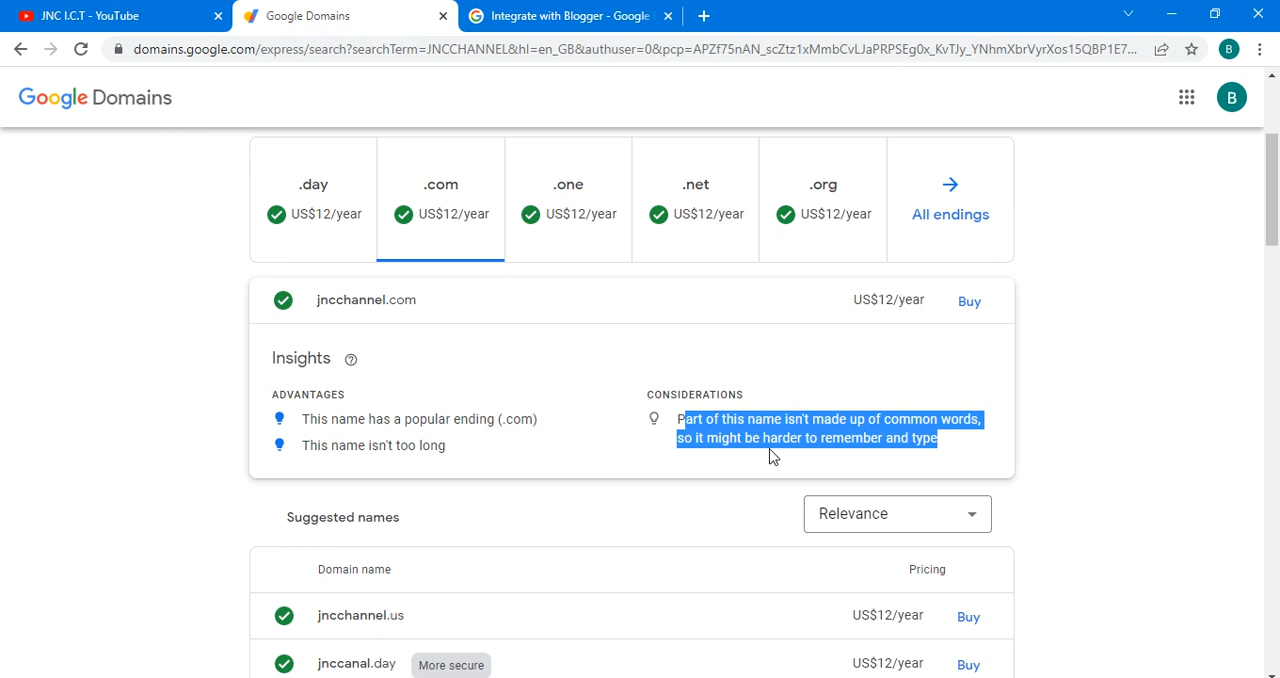 JNC I.C.T - YouTube
Google Domains
Integrate with Blogger - Google
domains.google.com/express/search?searchTerm=JNCCHANNEL&hl=en_GB&authuser=0&pcp=APZf75nAN_scZtz1xMmbCvLJaPRPSEg0x_KvTJy_YNhmXbrVyrXos15QBP1E7...
B
Google Domains
B
.day
US$12/year
.com
US$12/year
.one
US$12/year
.net
US$12/year
.org
US$12/year
All endings
jncchannel.com US$12/year Buy
Insights
ADVANTAGES
This name has a popular ending (.com)
This name isn't too long
CONSIDERATIONS
Part of this name isn't made up of common words,
so it might be harder to remember and type
Suggested names Relevance
Domain name Pricing
jncchannel.us US$12/year Buy
jnccanal.day More secure US$12/year Buy